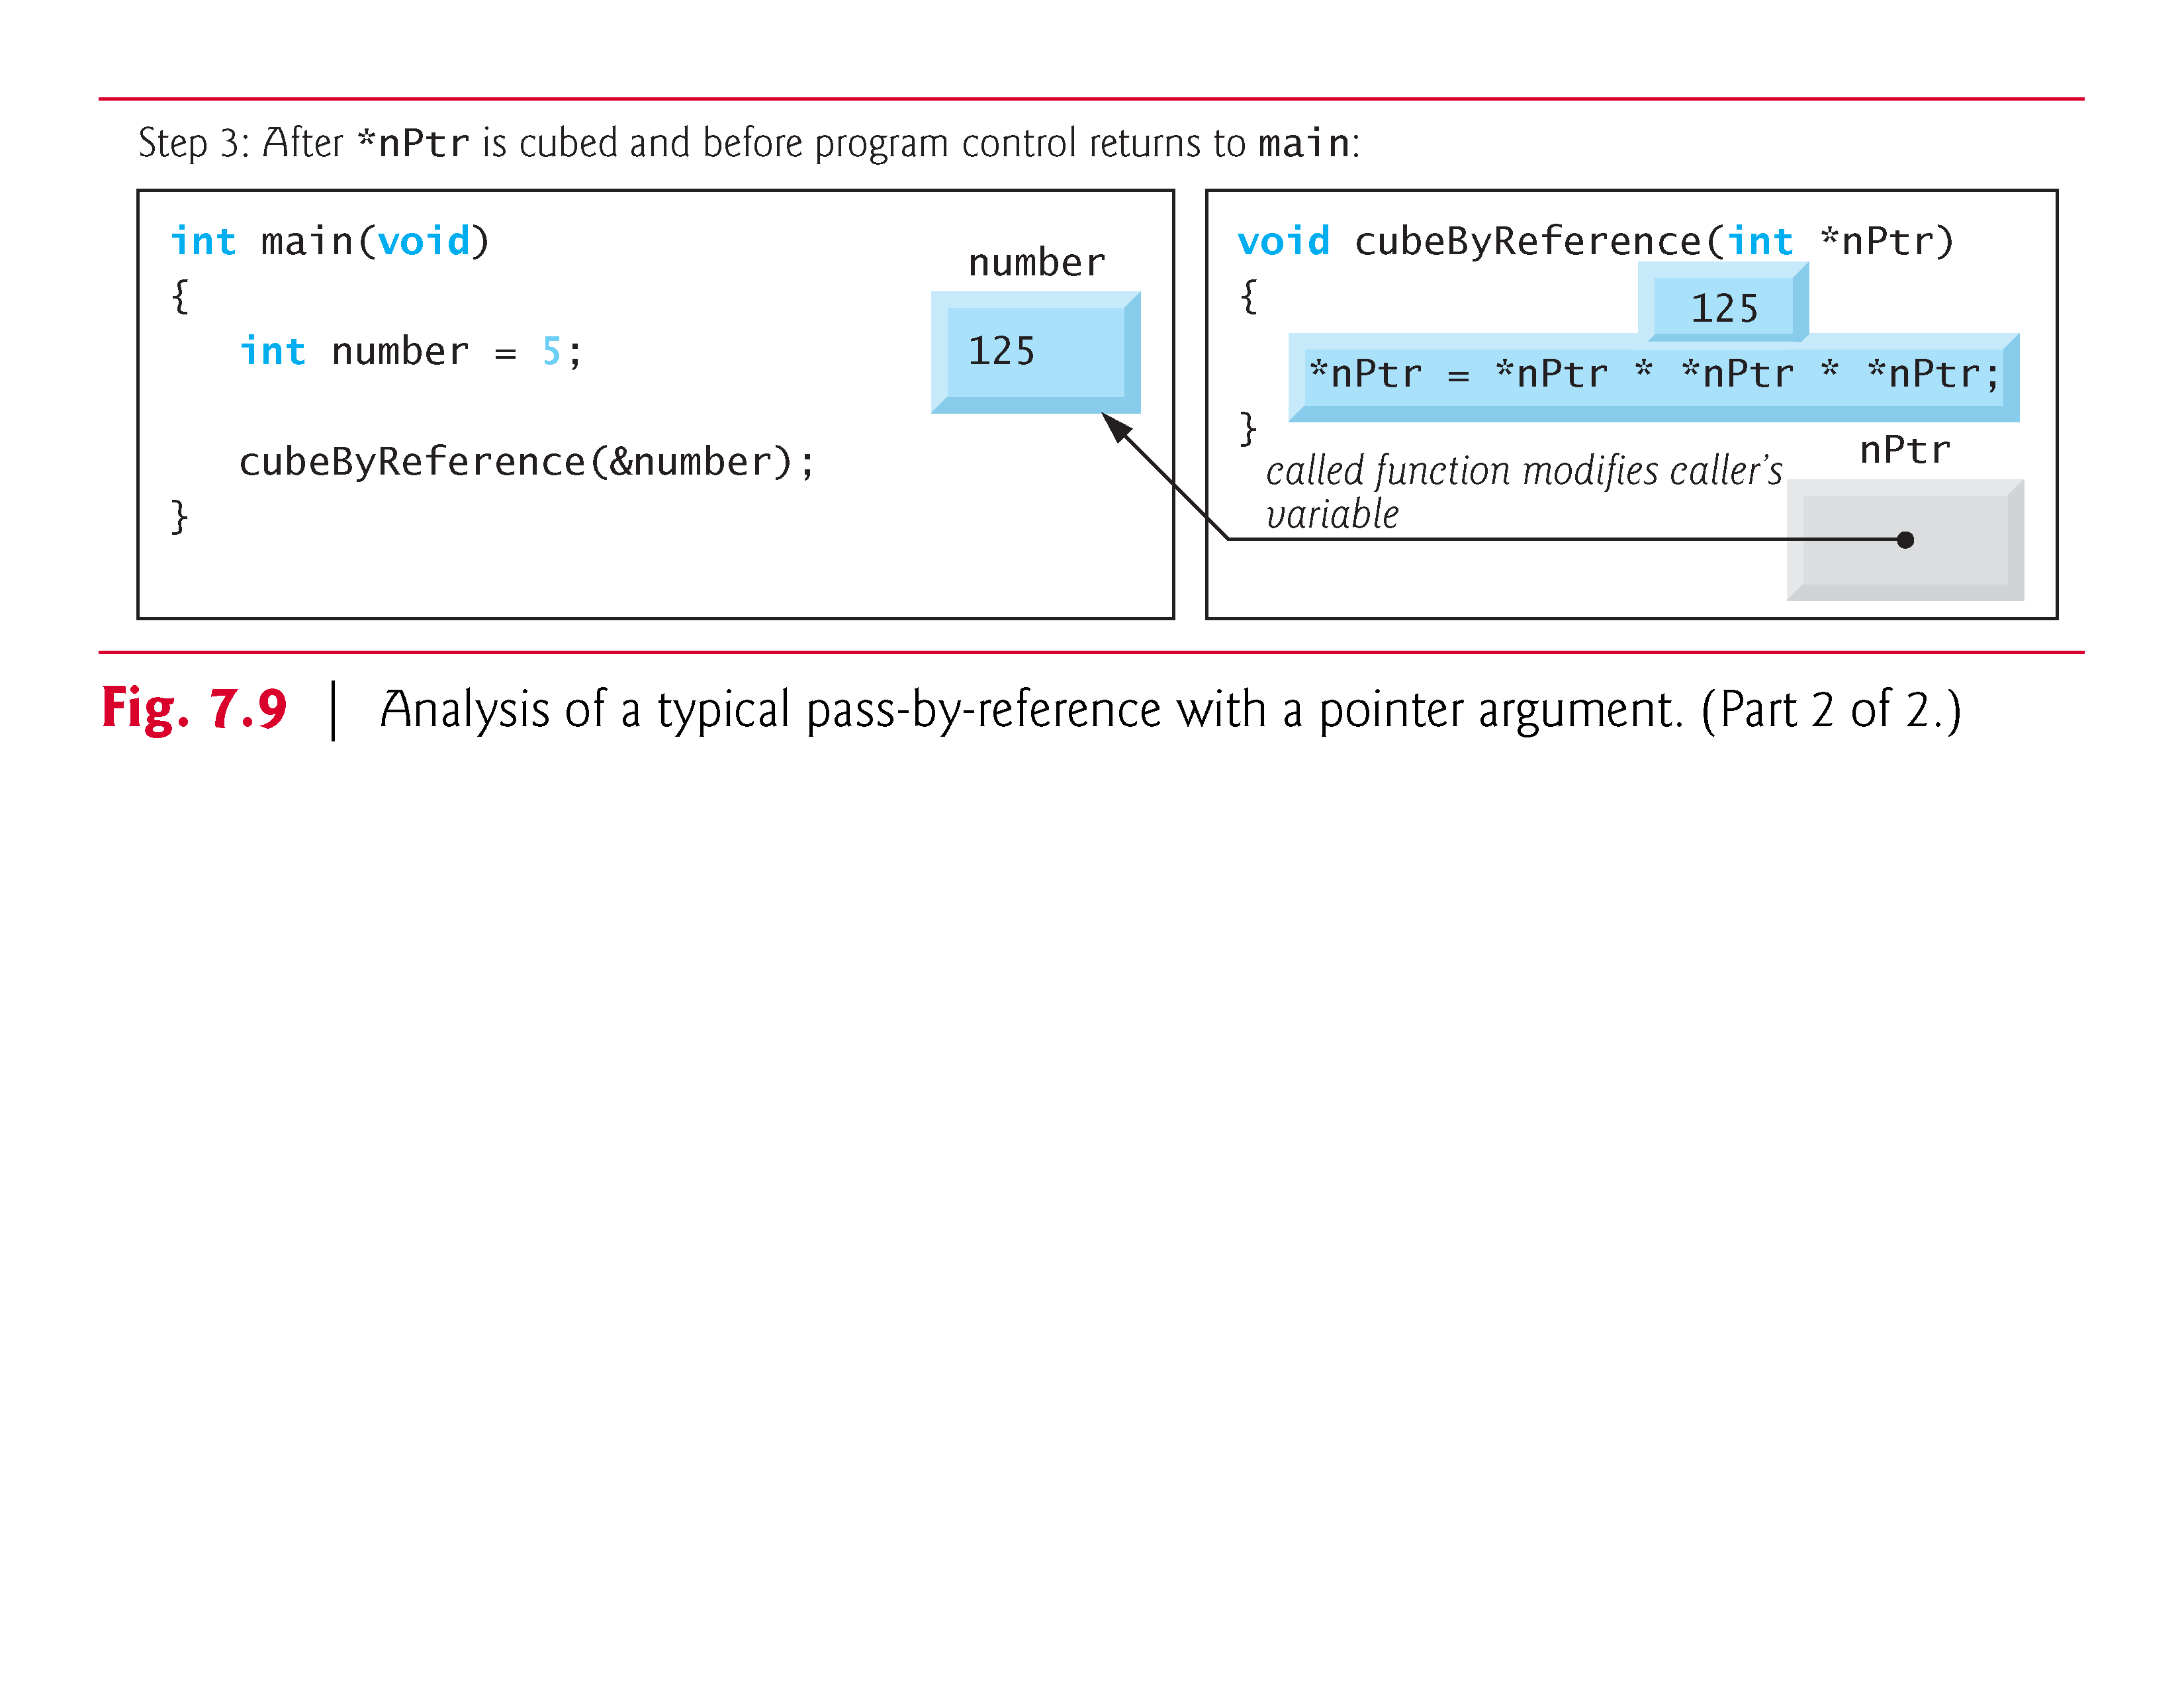 Step 3: After *nPtr is cubed and before program control returns to main:
int main(void)
{
int number = 5;
cubeByReference(&number);
}
number
125
void cubeByReference(int *nPtr)
{
125
*nPtr = *nPtr * *nPtr * *nPtr;
}
called function modifies caller’s
variable
nPtr
Fig. 7.9 | Analysis of a typical pass-by-reference with a pointer argument. (Part 2 of 2.)